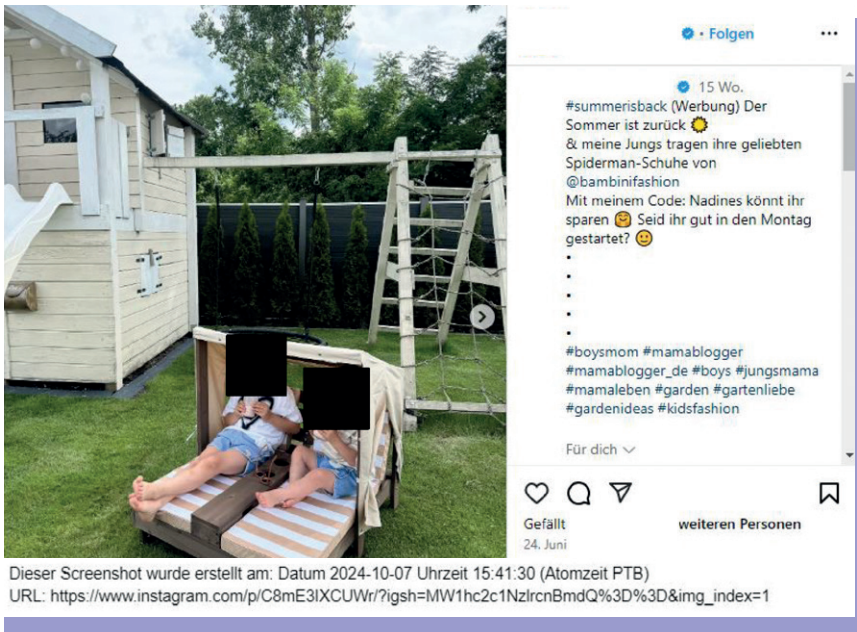 • Folgen
15 Wo.
#summerisback (Werbung) Der
Sommer ist zurück 🌞
& meine Jungs tragen ihre geliebten
Spiderman-Schuhe von
@bambinifashion
Mit meinem Code: Nadines könnt ihr
sparen 🤗 Seid ihr gut in den Montag
gestartet? 🙂
•
•
•
•
•
#boysmom #mamablogger
#mamablogger_de #boys #jungsmama
#mamaleben #garden #gartenliebe
#gardenideas #kidsfashion
Für dich
Gefällt weiteren Personen
24. Juni
Dieser Screenshot wurde erstellt am: Datum 2024-10-07 Uhrzeit 15:41:30 (Atomzeit PTB)
URL: https://www.instagram.com/p/C8mE3IXCUWr/?igsh=MW1hc2c1NzlrcnBmdQ%3D%3D&img_index=1